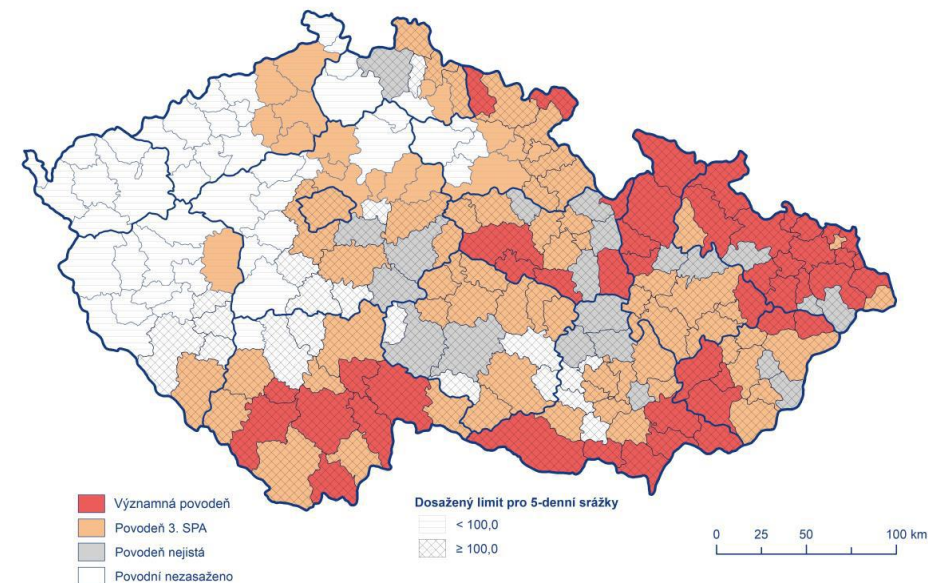 Významná povodeň
Povodeň 3. SPA
Povodeň nejistá
Povodní nezasaženo
Dosažený limit pro 5-denní srážky
< 100,0
≥ 100,0
0 25 50 100 km